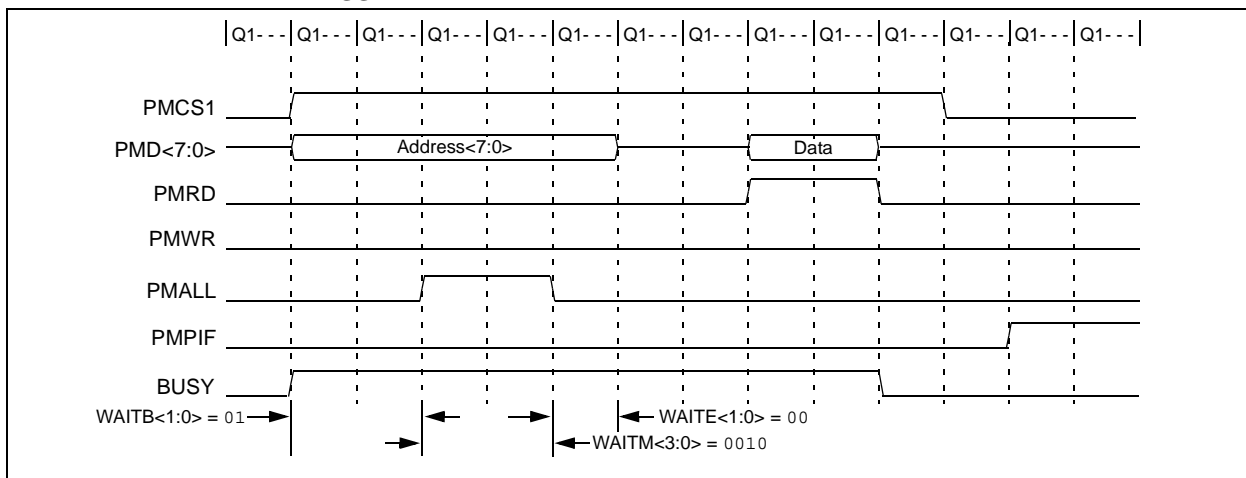 Q1- - - Q1- - - Q1- - - Q1- - - Q1- - - Q1- - - Q1- - - Q1- - - Q1- - - Q1- - - Q1- - - Q1- - - Q1- - - Q1- - -
PMCS1
PMD<7:0> Address<7:0> Data
PMRD
PMWR
PMALL
PMPIF
BUSY
WAITB<1:0> = 01 WAITE<1:0> = 00
WAITM<3:0> = 0010